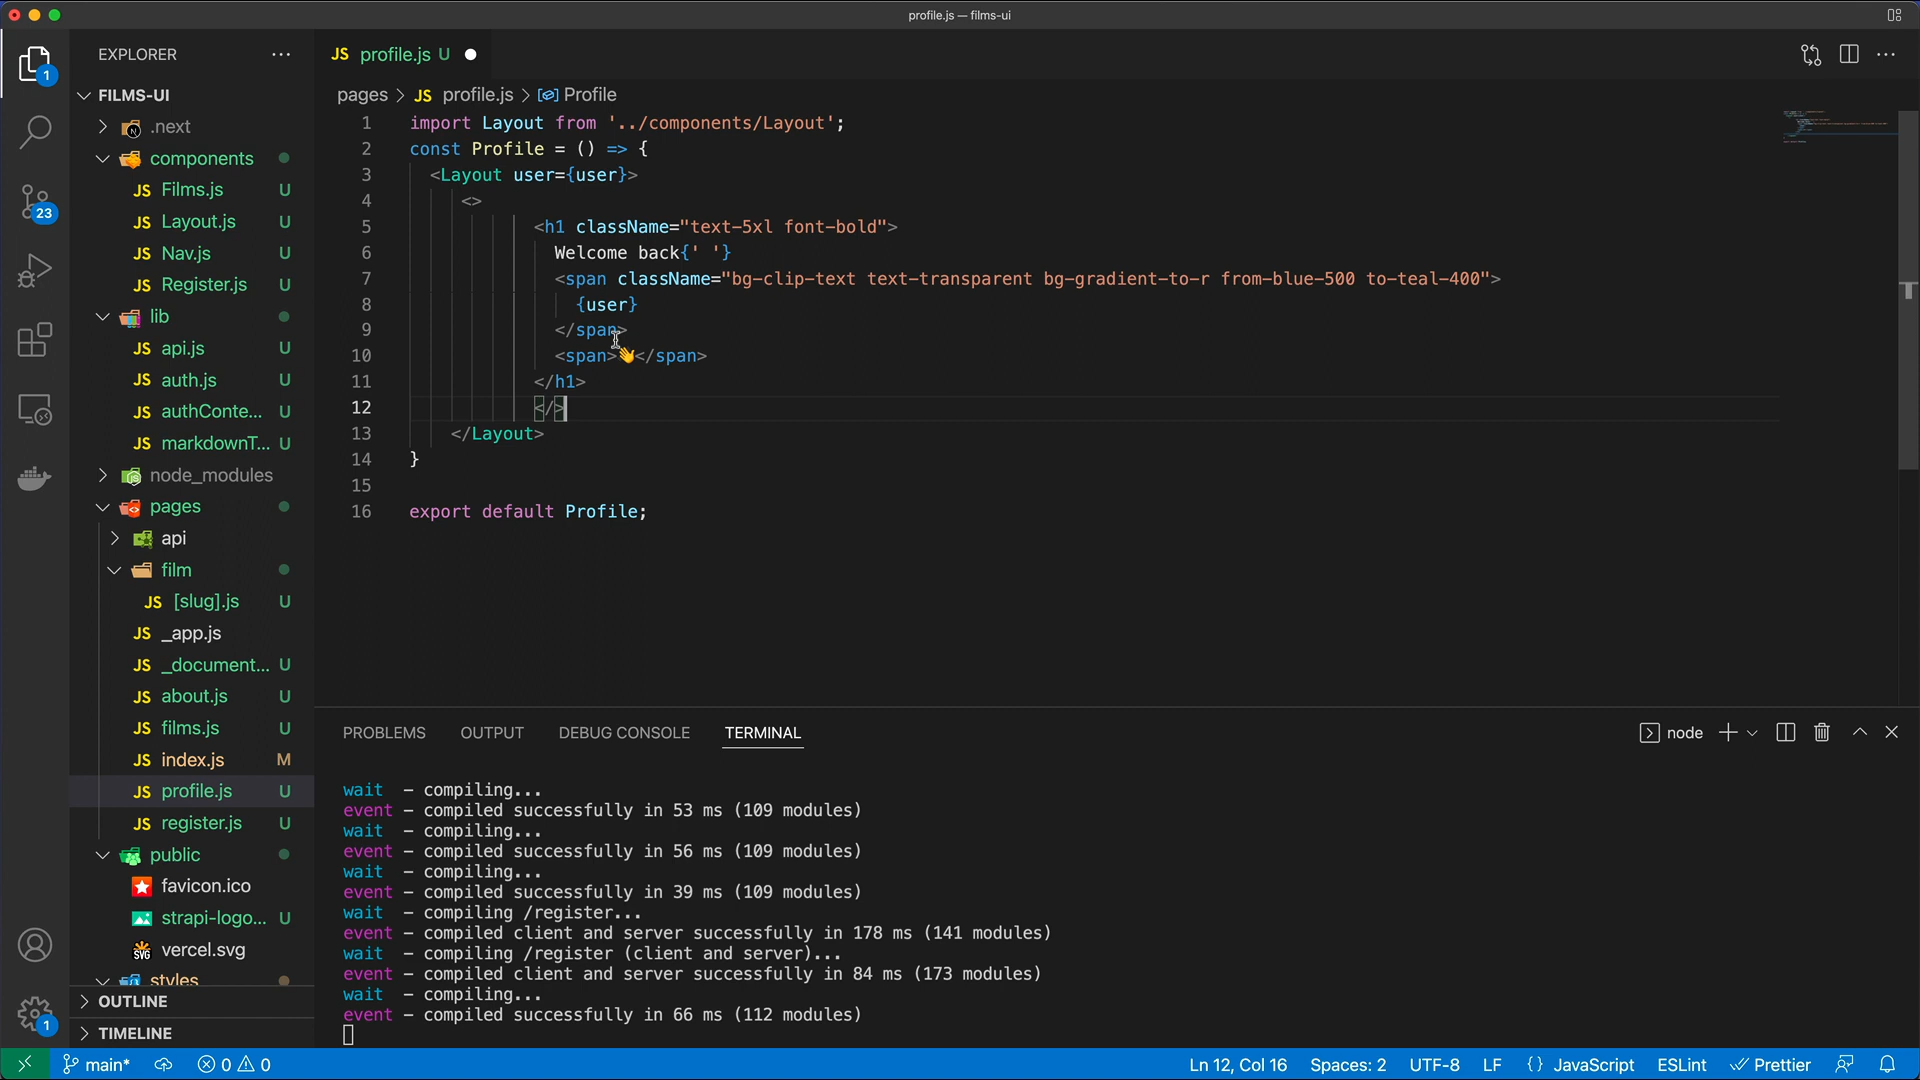 profile.js — films-ui
EXPLORER
JS profile.js U
1
FILMS-UI
pages > JS profile.js > Profile
.next
components
JS Films.js U
JS Layout.js U
JS Nav.js U
JS Register.js U
lib
JS api.js U
JS auth.js U
JS authConte... U
JS markdownT... U
node_modules
pages
api
film
JS [slug].js U
JS _app.js
JS _document... U
JS about.js U
JS films.js U
JS index.js M
JS profile.js U
JS register.js U
public
favicon.ico
strapi-logo... U
SVG vercel.svg
styles
OUTLINE
TIMELINE
23
1
1 import Layout from '../components/Layout';
2 const Profile = () => {
3 <Layout user={user}>
4 <>
5 <h1 className="text-5xl font-bold">
6 Welcome back{' '}
7 <span className="bg-clip-text text-transparent bg-gradient-to-r from-blue-500 to-teal-400">
8 {user}
9 </span>
10 <span>👋</span>
11 </h1>
12 </>
13 </Layout>
14 }
15
16 export default Profile;
PROBLEMS OUTPUT DEBUG CONSOLE TERMINAL
node
wait – compiling...
event – compiled successfully in 53 ms (109 modules)
wait – compiling...
event – compiled successfully in 56 ms (109 modules)
wait – compiling...
event – compiled successfully in 39 ms (109 modules)
wait – compiling /register...
event – compiled client and server successfully in 178 ms (141 modules)
wait – compiling /register (client and server)...
event – compiled client and server successfully in 84 ms (173 modules)
wait – compiling...
event – compiled successfully in 66 ms (112 modules)
main* 0 0 Ln 12, Col 16 Spaces: 2 UTF-8 LF {} JavaScript ESLint Prettier